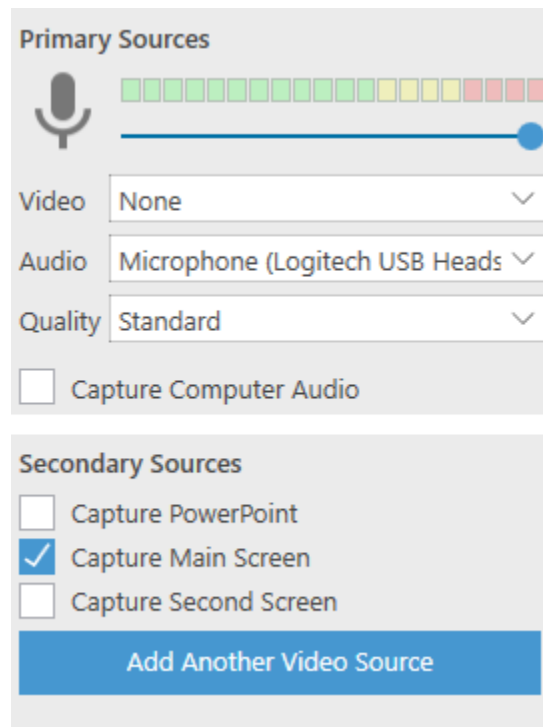 Primary Sources
Video None
Audio Microphone (Logitech USB Heads
Quality Standard
Capture Computer Audio
Secondary Sources
Capture PowerPoint
Capture Main Screen
Capture Second Screen
Add Another Video Source